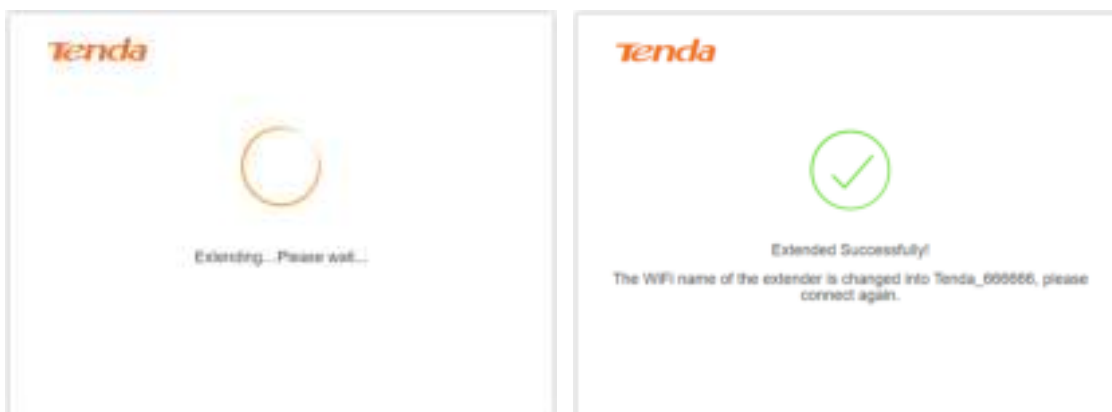 Tenda
Extending...Please wait...
Tenda
Extended Successfully!
The WiFi name of the extender is changed into Tenda_666666, please
connect again.